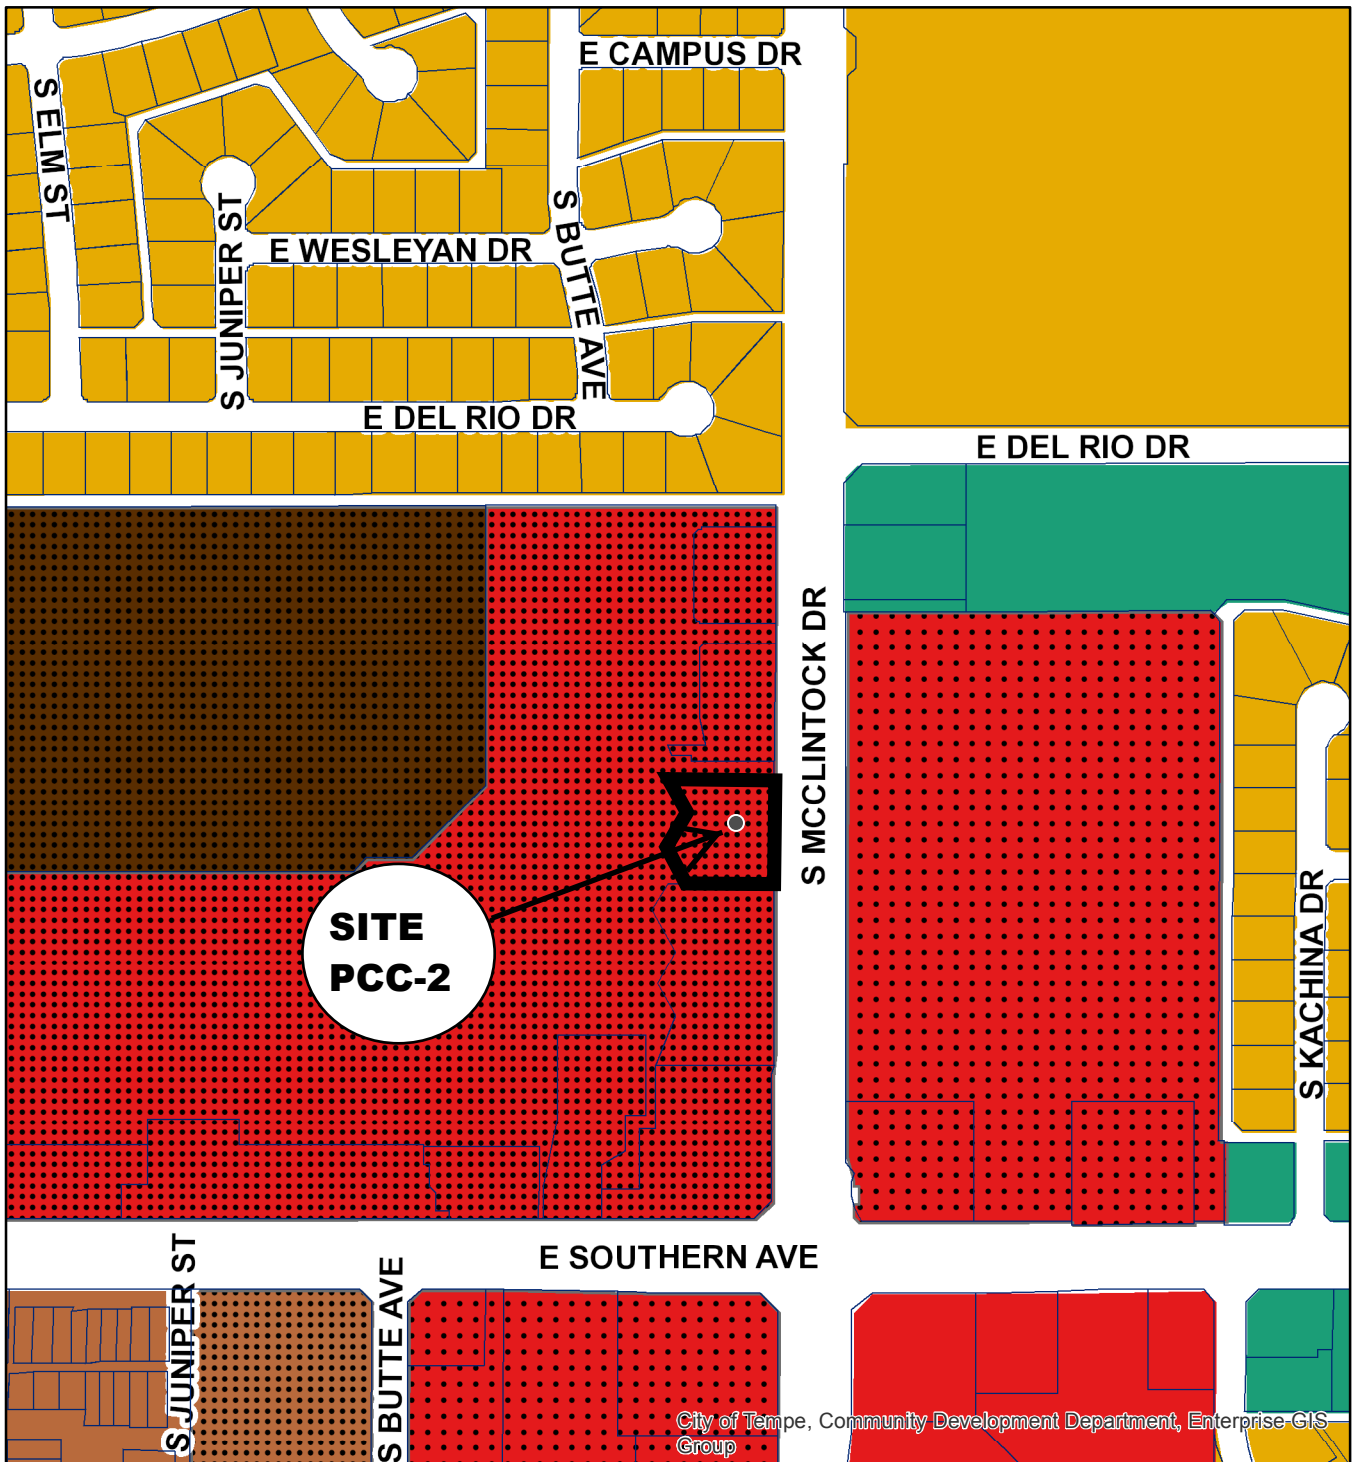 E CAMPUS DR
S ELM ST
S JUNIPER ST
E WESLEYAN DR
S BUTTE AVE
E DEL RIO DR
E DEL RIO DR
S MCCLINTOCK DR
SITE
PCC-2
S KACHINA DR
E SOUTHERN AVE
S JUNIPER ST
S BUTTE AVE
City of Tempe, Community Development Department, Enterprise GIS
Group